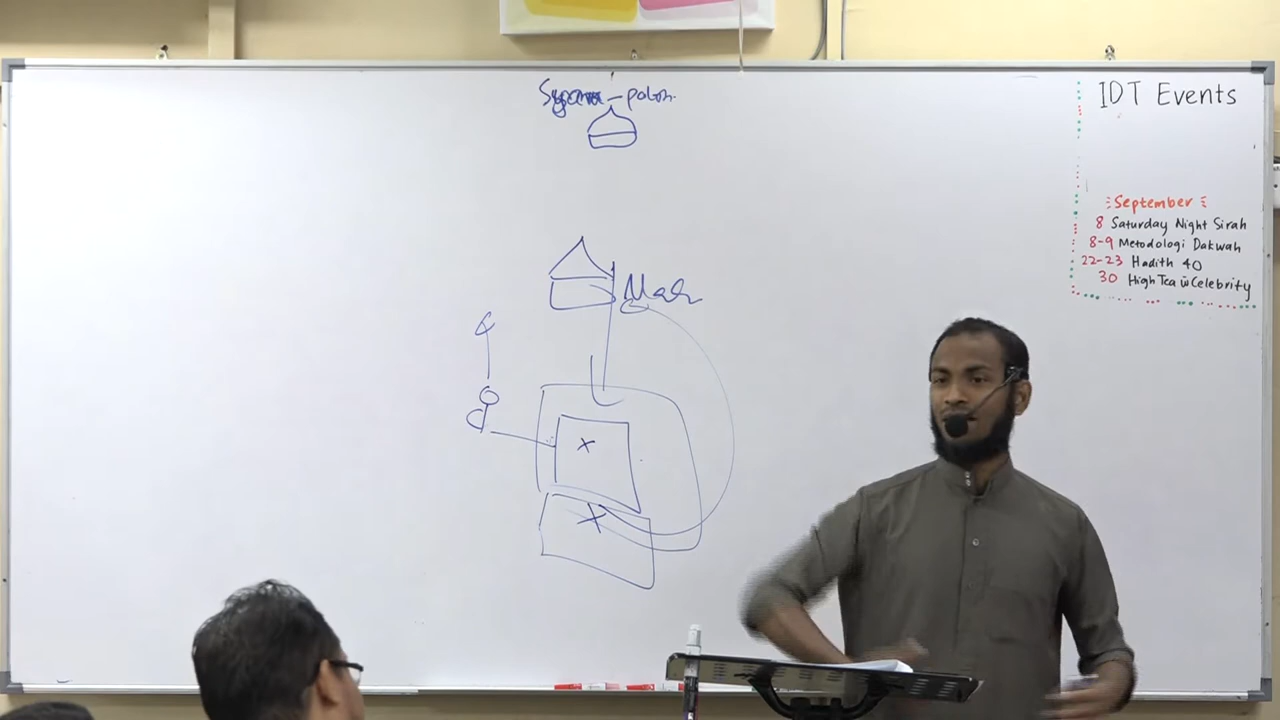 IDT Events
September
8 Saturday Night Sirah
8-9 Metodologi Dakwah
22-23 Hadith 40
30 High Tea w Celebrity